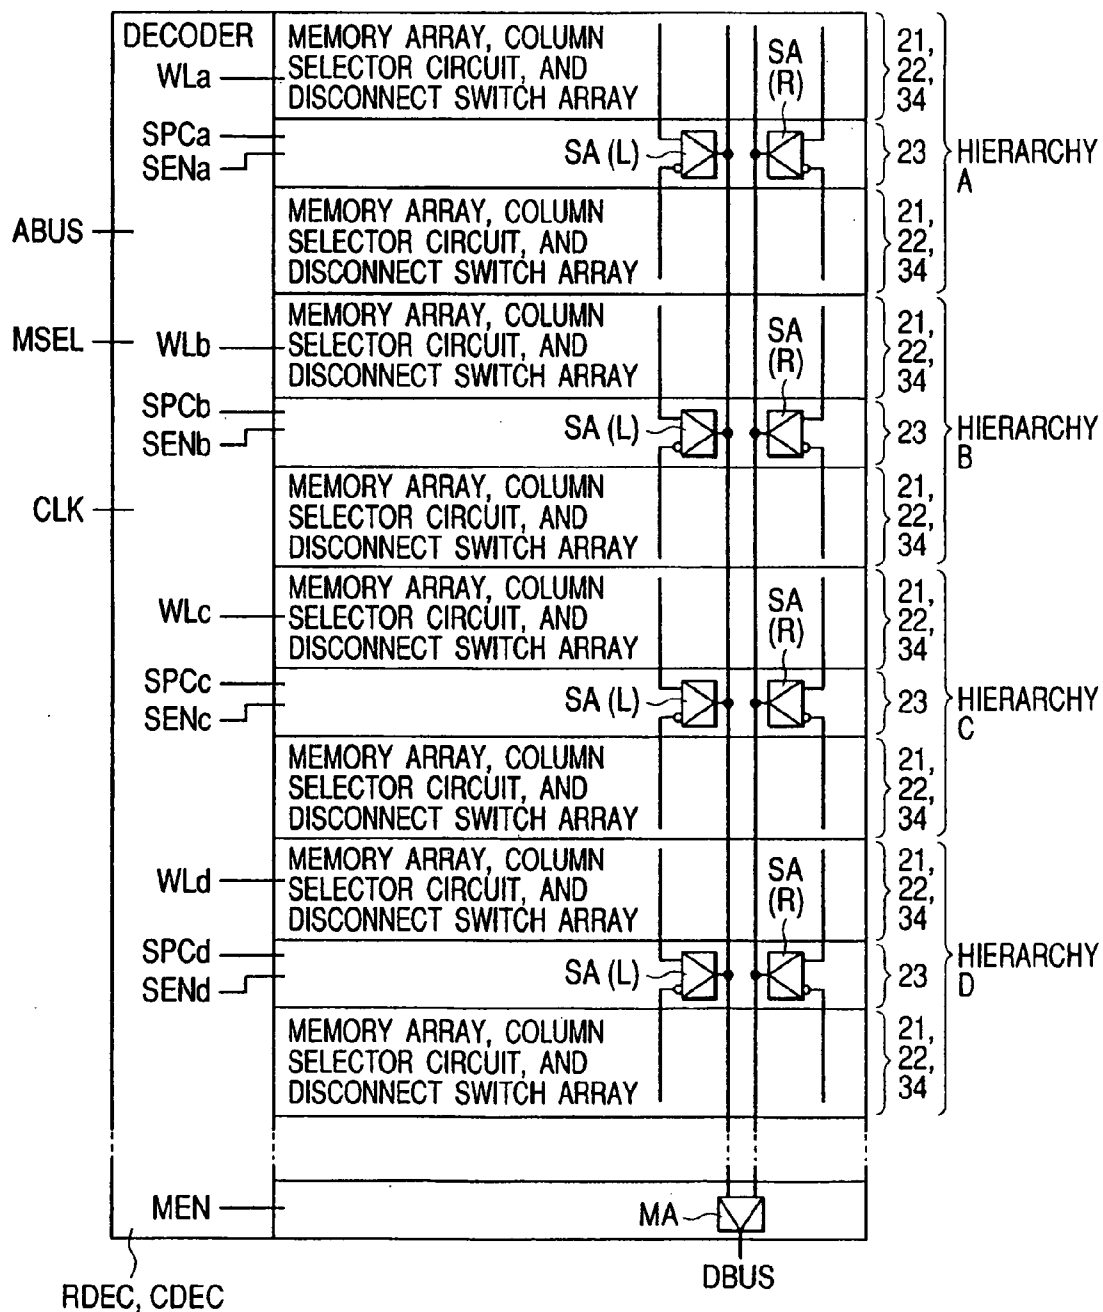 DECODER
MEMORY ARRAY, COLUMN
SELECTOR CIRCUIT, AND
DISCONNECT SWITCH ARRAY
WLa
SA
(R)
21,
22,
34
SPCa
SENa
SA (L)
23
HIERARCHY
A
ABUS
MEMORY ARRAY, COLUMN
SELECTOR CIRCUIT, AND
DISCONNECT SWITCH ARRAY
21,
22,
34
MSEL
WLb
MEMORY ARRAY, COLUMN
SELECTOR CIRCUIT, AND
DISCONNECT SWITCH ARRAY
SA
(R)
21,
22,
34
SPCb
SENb
SA (L)
23
HIERARCHY
B
CLK
MEMORY ARRAY, COLUMN
SELECTOR CIRCUIT, AND
DISCONNECT SWITCH ARRAY
21,
22,
34
WLc
MEMORY ARRAY, COLUMN
SELECTOR CIRCUIT, AND
DISCONNECT SWITCH ARRAY
SA
(R)
21,
22,
34
SPCc
SENc
SA (L)
23
HIERARCHY
C
MEMORY ARRAY, COLUMN
SELECTOR CIRCUIT, AND
DISCONNECT SWITCH ARRAY
21,
22,
34
WLd
MEMORY ARRAY, COLUMN
SELECTOR CIRCUIT, AND
DISCONNECT SWITCH ARRAY
SA
(R)
21,
22,
34
SPCd
SENd
SA (L)
23
HIERARCHY
D
MEMORY ARRAY, COLUMN
SELECTOR CIRCUIT, AND
DISCONNECT SWITCH ARRAY
21,
22,
34
MEN
MA
DBUS
RDEC, CDEC